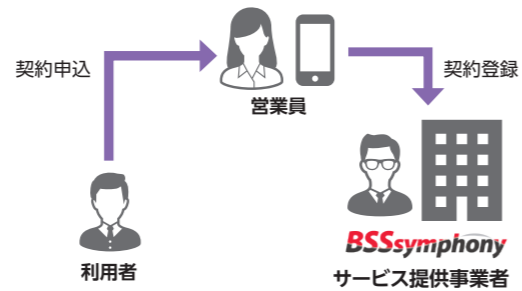 契約申込
営業員
契約登録
利用者
BSSsymphony
サービス提供事業者